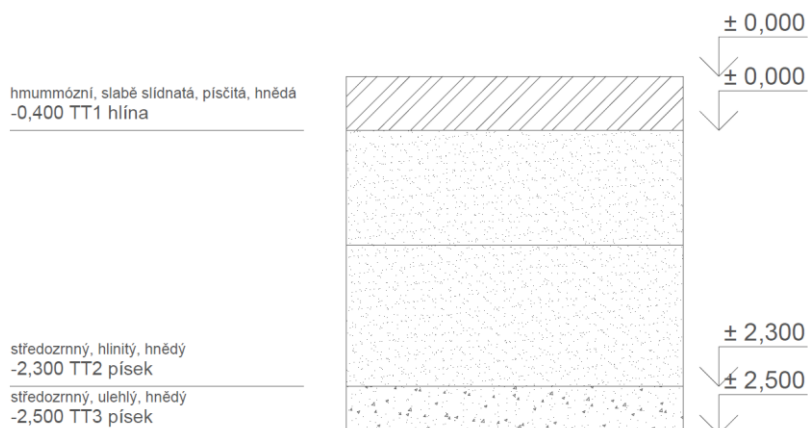 ± 0,000
± 0,000
hmummózní, slabě slídnatá, písčitá, hnědá
-0,400 TT1 hlína
± 2,300
středozrnný, hlinitý, hnědý
-2,300 TT2 písek
± 2,500
středozrnný, ulehlý, hnědý
-2,500 TT3 písek